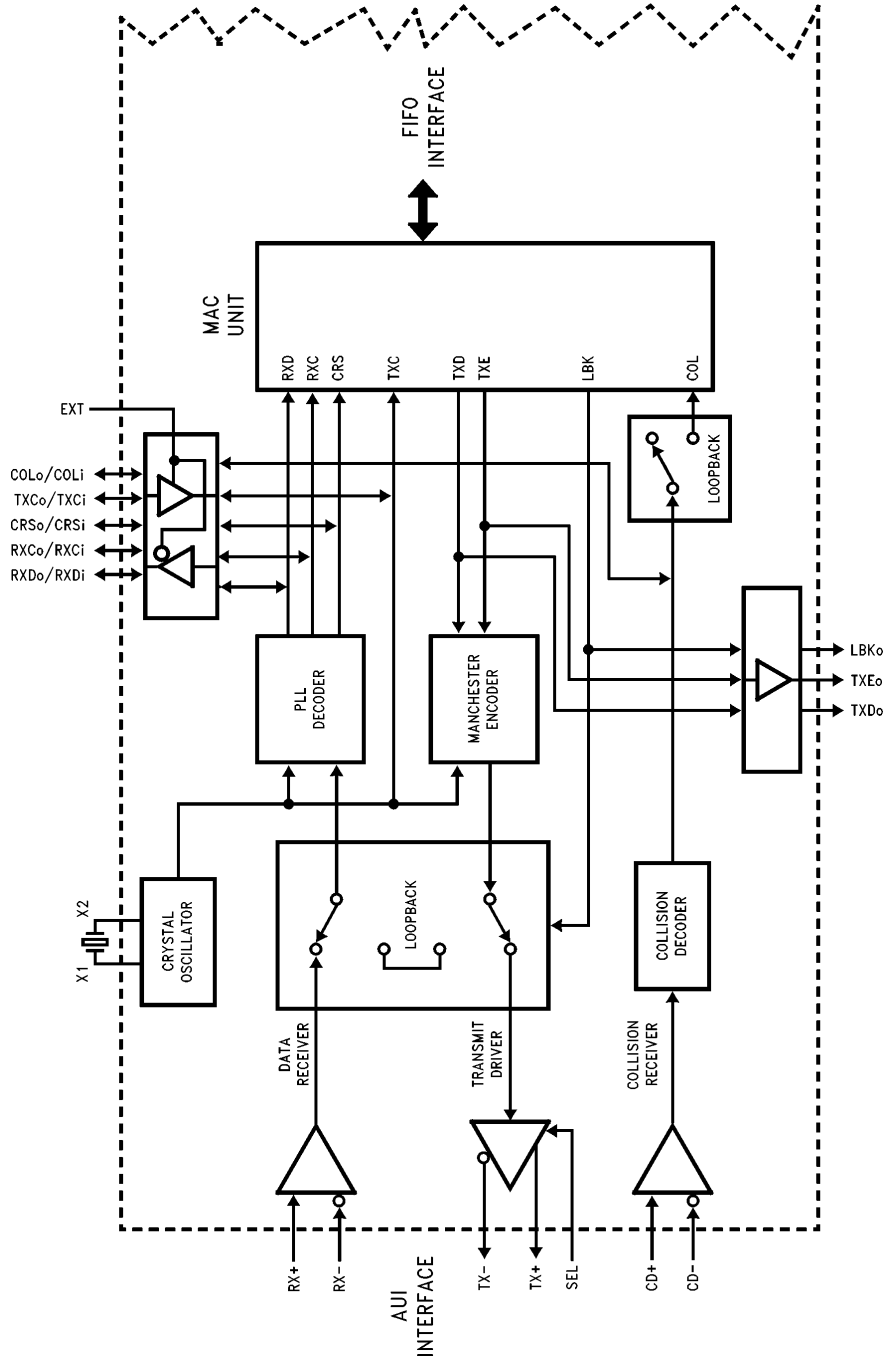 FIFO
INTERFACE
MAC
UNIT
RXD
RXC
CRS
TXC
TXD
TXE
LBK
COL
EXT
COLo/COLi
TXCo/TXCi
CRSo/CRSi
RXCo/RXCi
RXDo/RXDi
LOOPBACK
PLL
DECODER
MANCHESTER
ENCODER
LBKo
TXEo
TXDo
X1
X2
CRYSTAL
OSCILLATOR
LOOPBACK
COLLISION
DECODER
DATA
RECEIVER
TRANSMIT
DRIVER
COLLISION
RECEIVER
RX+
RX-
TX-
TX+
SEL
CD+
CD-
AUI
INTERFACE